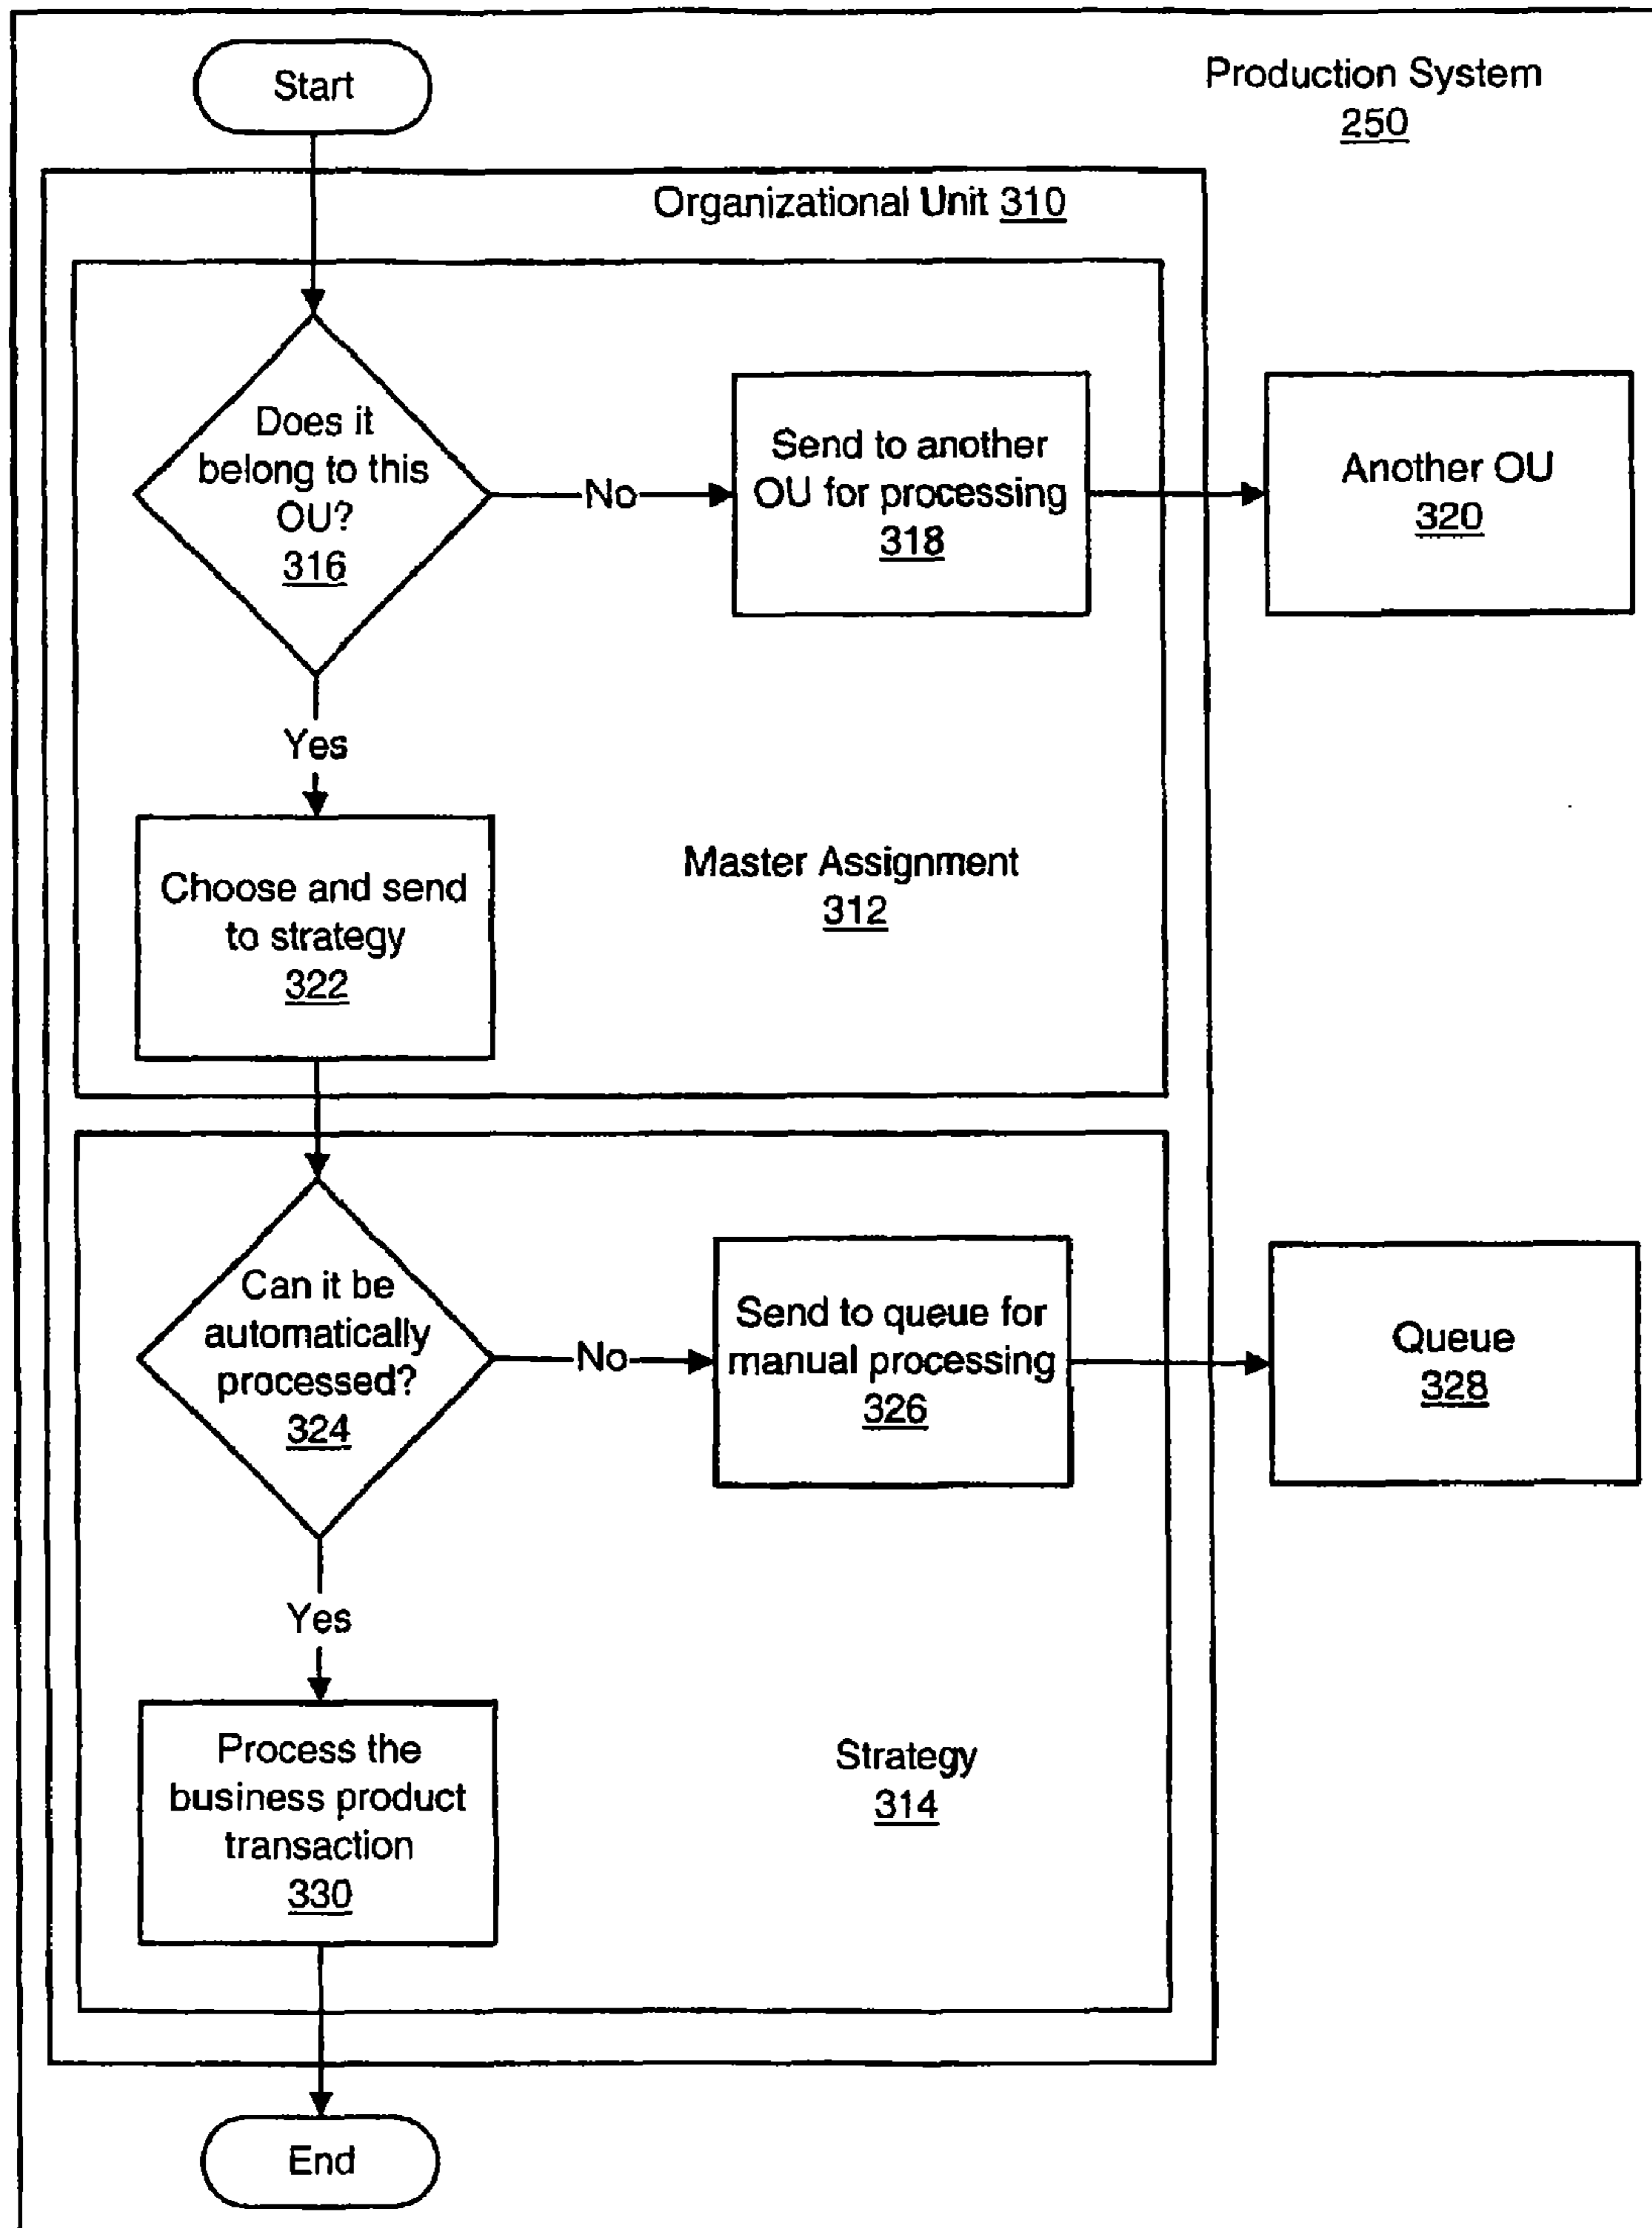 Start
Production System
250
Organizational Unit 310
Does it
belong to this
OU?
316
No
Send to another
OU for processing
318
Another OU
320
Yes
Choose and send
to strategy
322
Master Assignment
312
Can it be
automatically
processed?
324
No
Send to queue for
manual processing
326
Queue
328
Yes
Process the
business product
transaction
330
Strategy
314
End